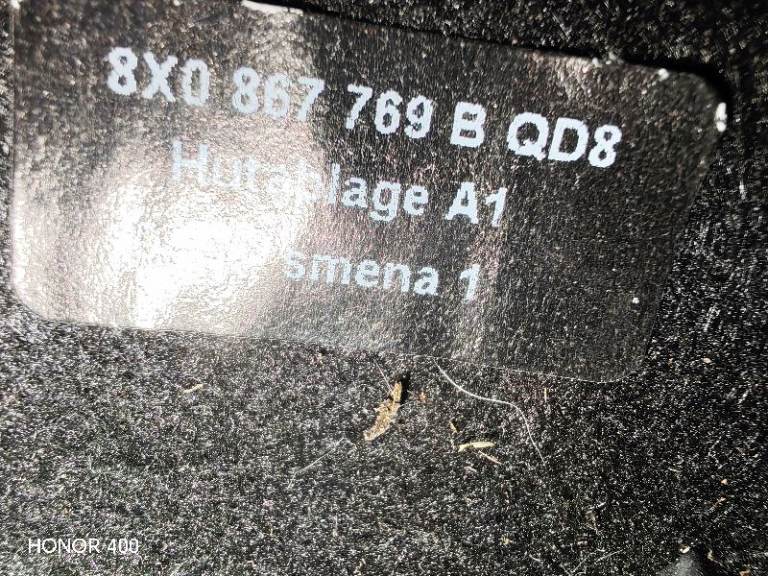 8X0 867 769 B QD8
Hutablage A1
smena 1
HONOR 400